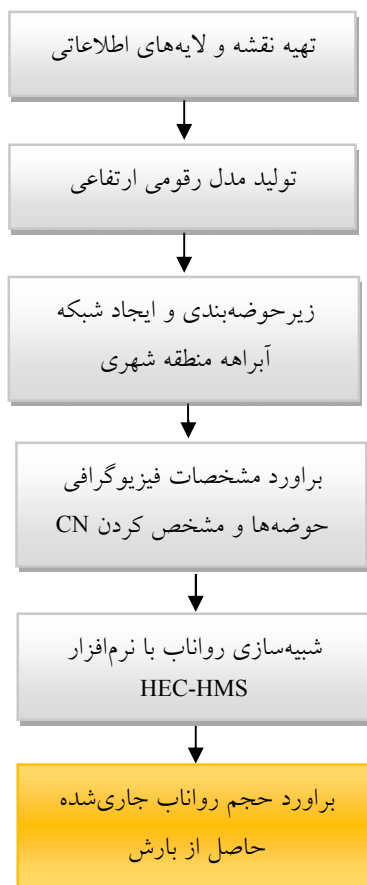 تهیه نقشه و لایه‌های اطلاعاتی
تولید مدل رقومی ارتفاعی
زیرحوضه‌بندی و ایجاد شبکه
آبراهه منطقه شهری
براورد مشخصات فیزیوگرافی
حوضه‌ها و مشخص کردن CN
شبیه‌سازی رواناب با نرم‌افزار
HEC-HMS
براورد حجم رواناب جاری‌شده
حاصل از بارش